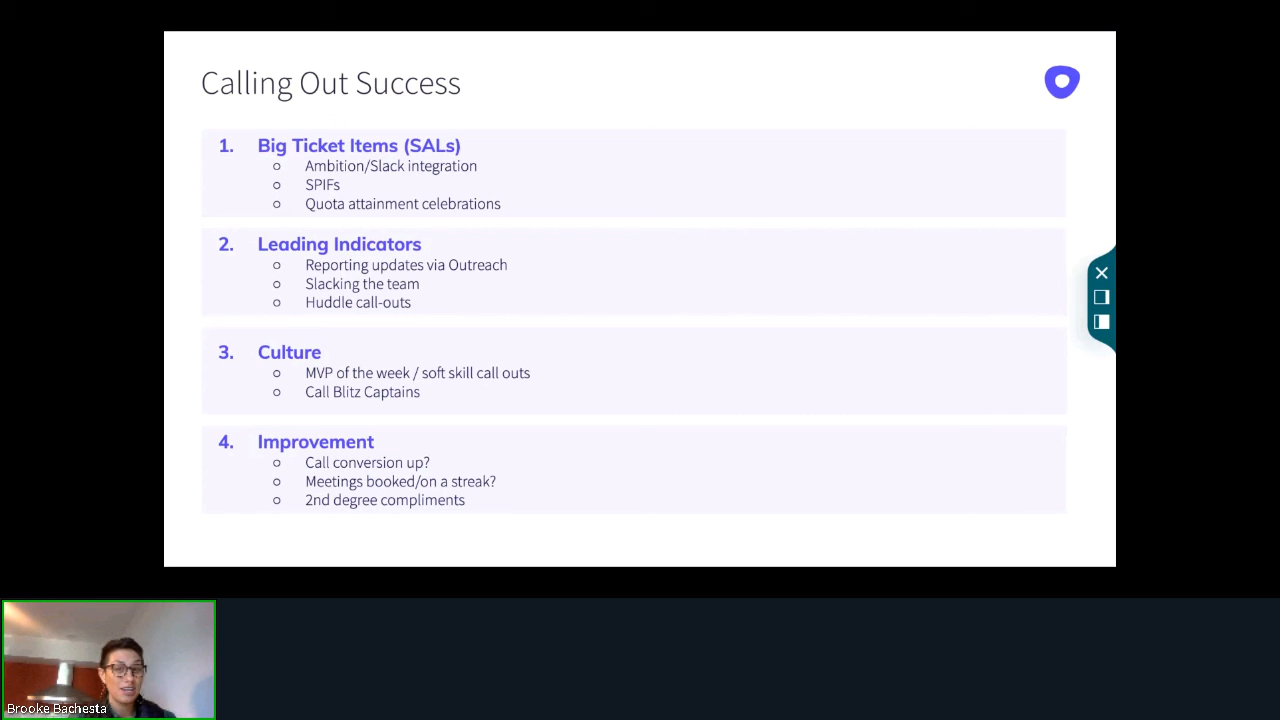 Calling Out Success
1. Big Ticket Items (SALs)
○ Ambition/Slack integration
○ SPIFs
○ Quota attainment celebrations
2. Leading Indicators
○ Reporting updates via Outreach
○ Slacking the team
○ Huddle call-outs
3. Culture
○ MVP of the week / soft skill call outs
○ Call Blitz Captains
4. Improvement
○ Call conversion up?
○ Meetings booked/on a streak?
○ 2nd degree compliments
Brooke Bachesta